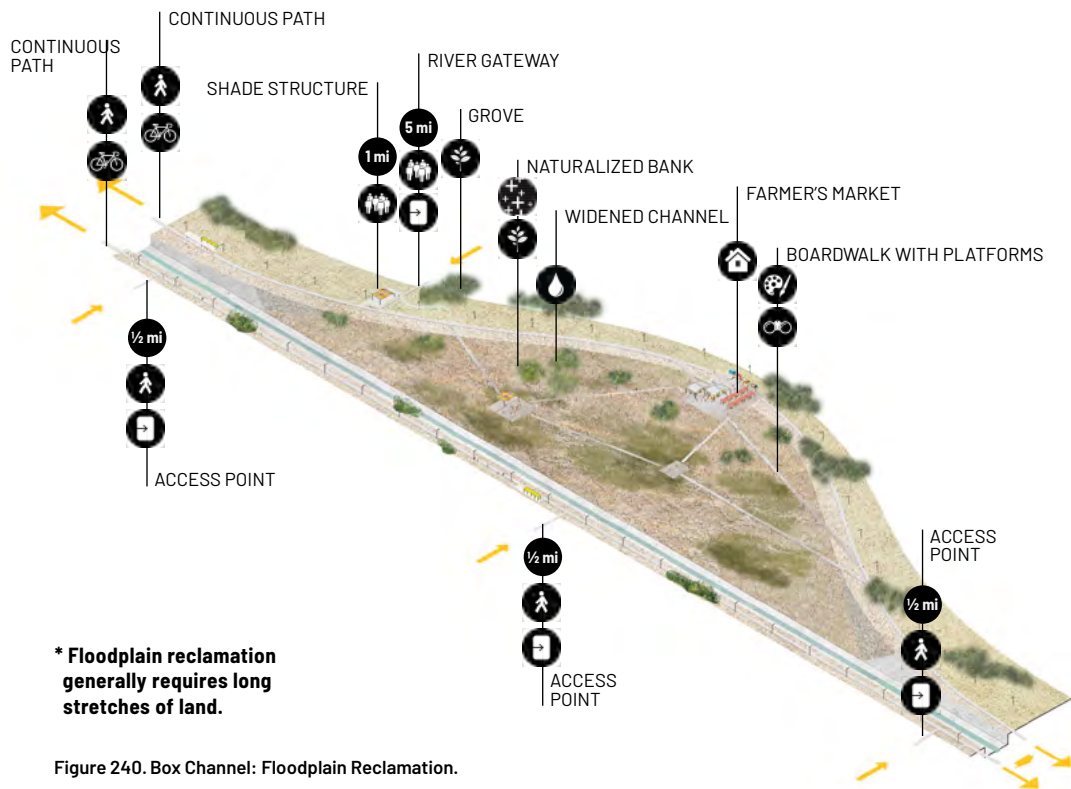 CONTINUOUS PATH
CONTINUOUS
PATH
RIVER GATEWAY
SHADE STRUCTURE
5 mi
GROVE
1 mi
NATURALIZED BANK
FARMER'S MARKET
WIDENED CHANNEL
BOARDWALK WITH PLATFORMS
½ mi
ACCESS POINT
½ mi
ACCESS
POINT
ACCESS
POINT
½ mi
* Floodplain reclamation
generally requires long
stretches of land.
Figure 240. Box Channel: Floodplain Reclamation.